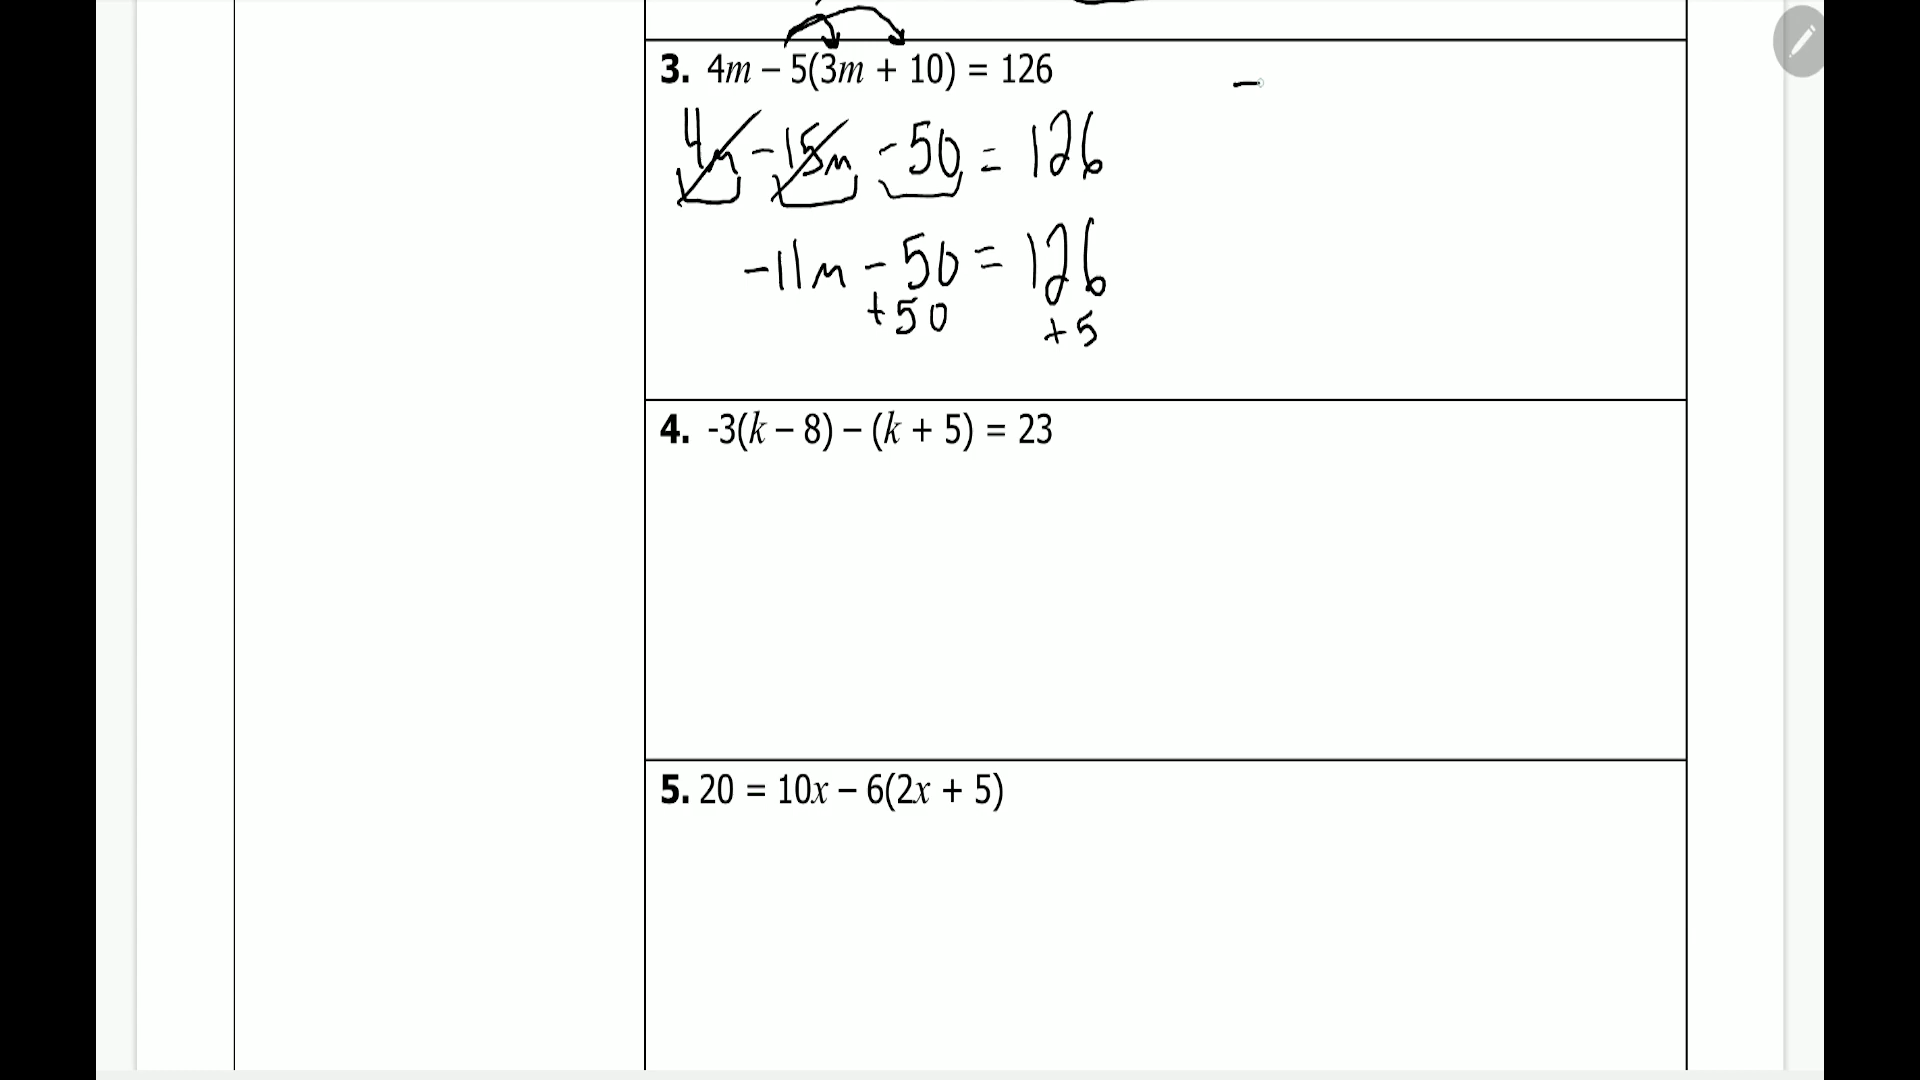 3. 4m – 5(3m + 10) = 126
4m - 15m - 50 = 126
-11m - 50 = 126
+50 +5
-
4. -3(k – 8) – (k + 5) = 23
5. 20 = 10x – 6(2x + 5)